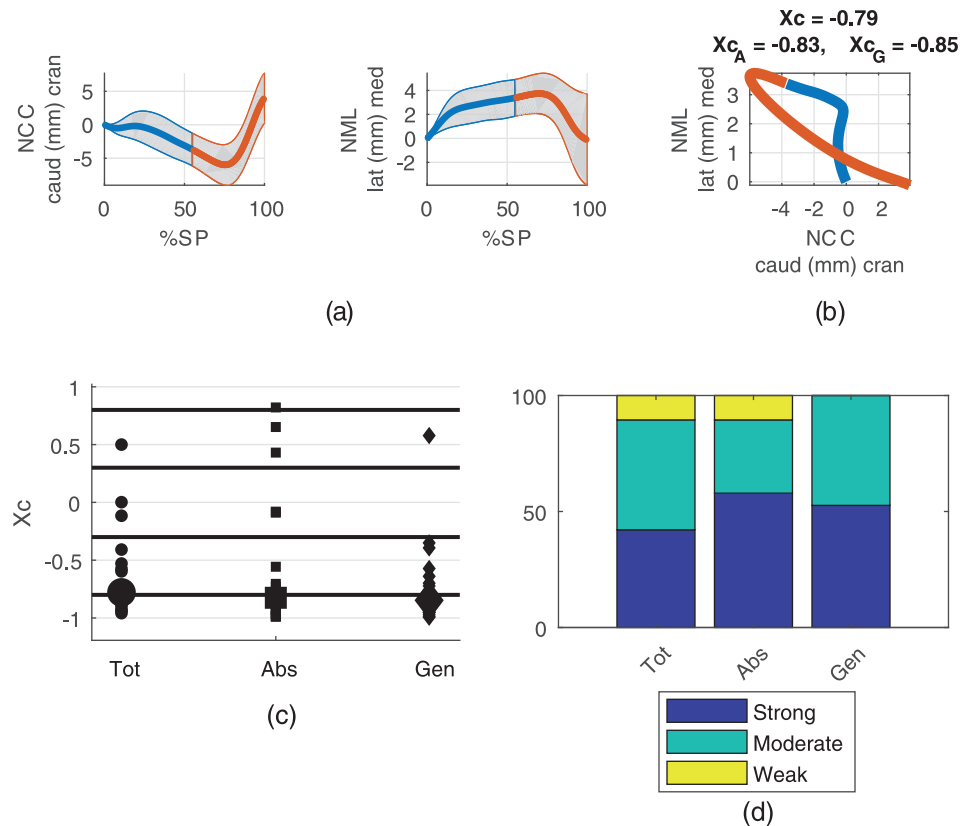 Xc = -0.79
Xc_A = -0.83, Xc_G = -0.85
NCC
caud (mm) cran
5
0
-5
0
50
100
%SP
NML
lat (mm) med
4
2
0
-2
0
50
100
%SP
NML
lat (mm) med
3
2
1
0
-4
-2
0
2
NCC
caud (mm) cran
(a)
(b)
Xc
1
0.5
0
-0.5
-1
Tot
Abs
Gen
(c)
100
50
0
Tot
Abs
Gen
Strong
Moderate
Weak
(d)